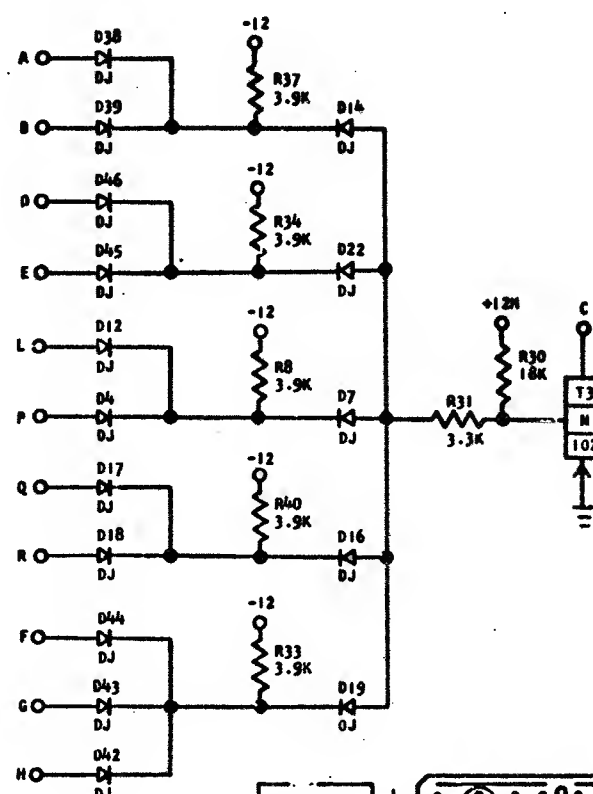 D38
A
DJ
-12
R37
3.9K
D39
B
DJ
D14
DJ
D46
D
DJ
-12
R34
3.9K
D45
E
DJ
D22
DJ
D12
L
DJ
-12
R8
3.9K
D4
P
DJ
D7
DJ
R31
3.3K
+12M
R30
18K
C
T3
N
102
D17
Q
DJ
-12
R40
3.9K
D18
R
DJ
D16
DJ
D44
F
DJ
-12
R33
3.9K
D43
G
DJ
D19
DJ
D42
H
DJ